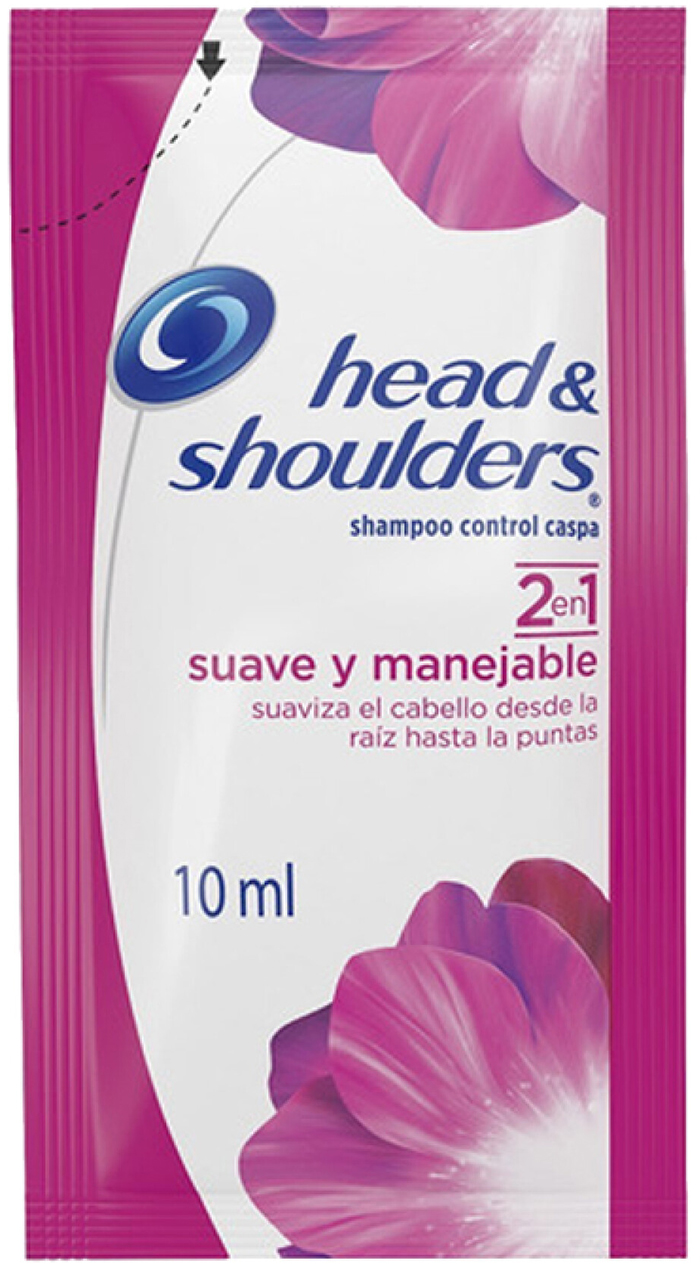 head &
shoulders®
shampoo control caspa
2en1
suave y manejable
suaviza el cabello desde la
raíz hasta la puntas
10 ml